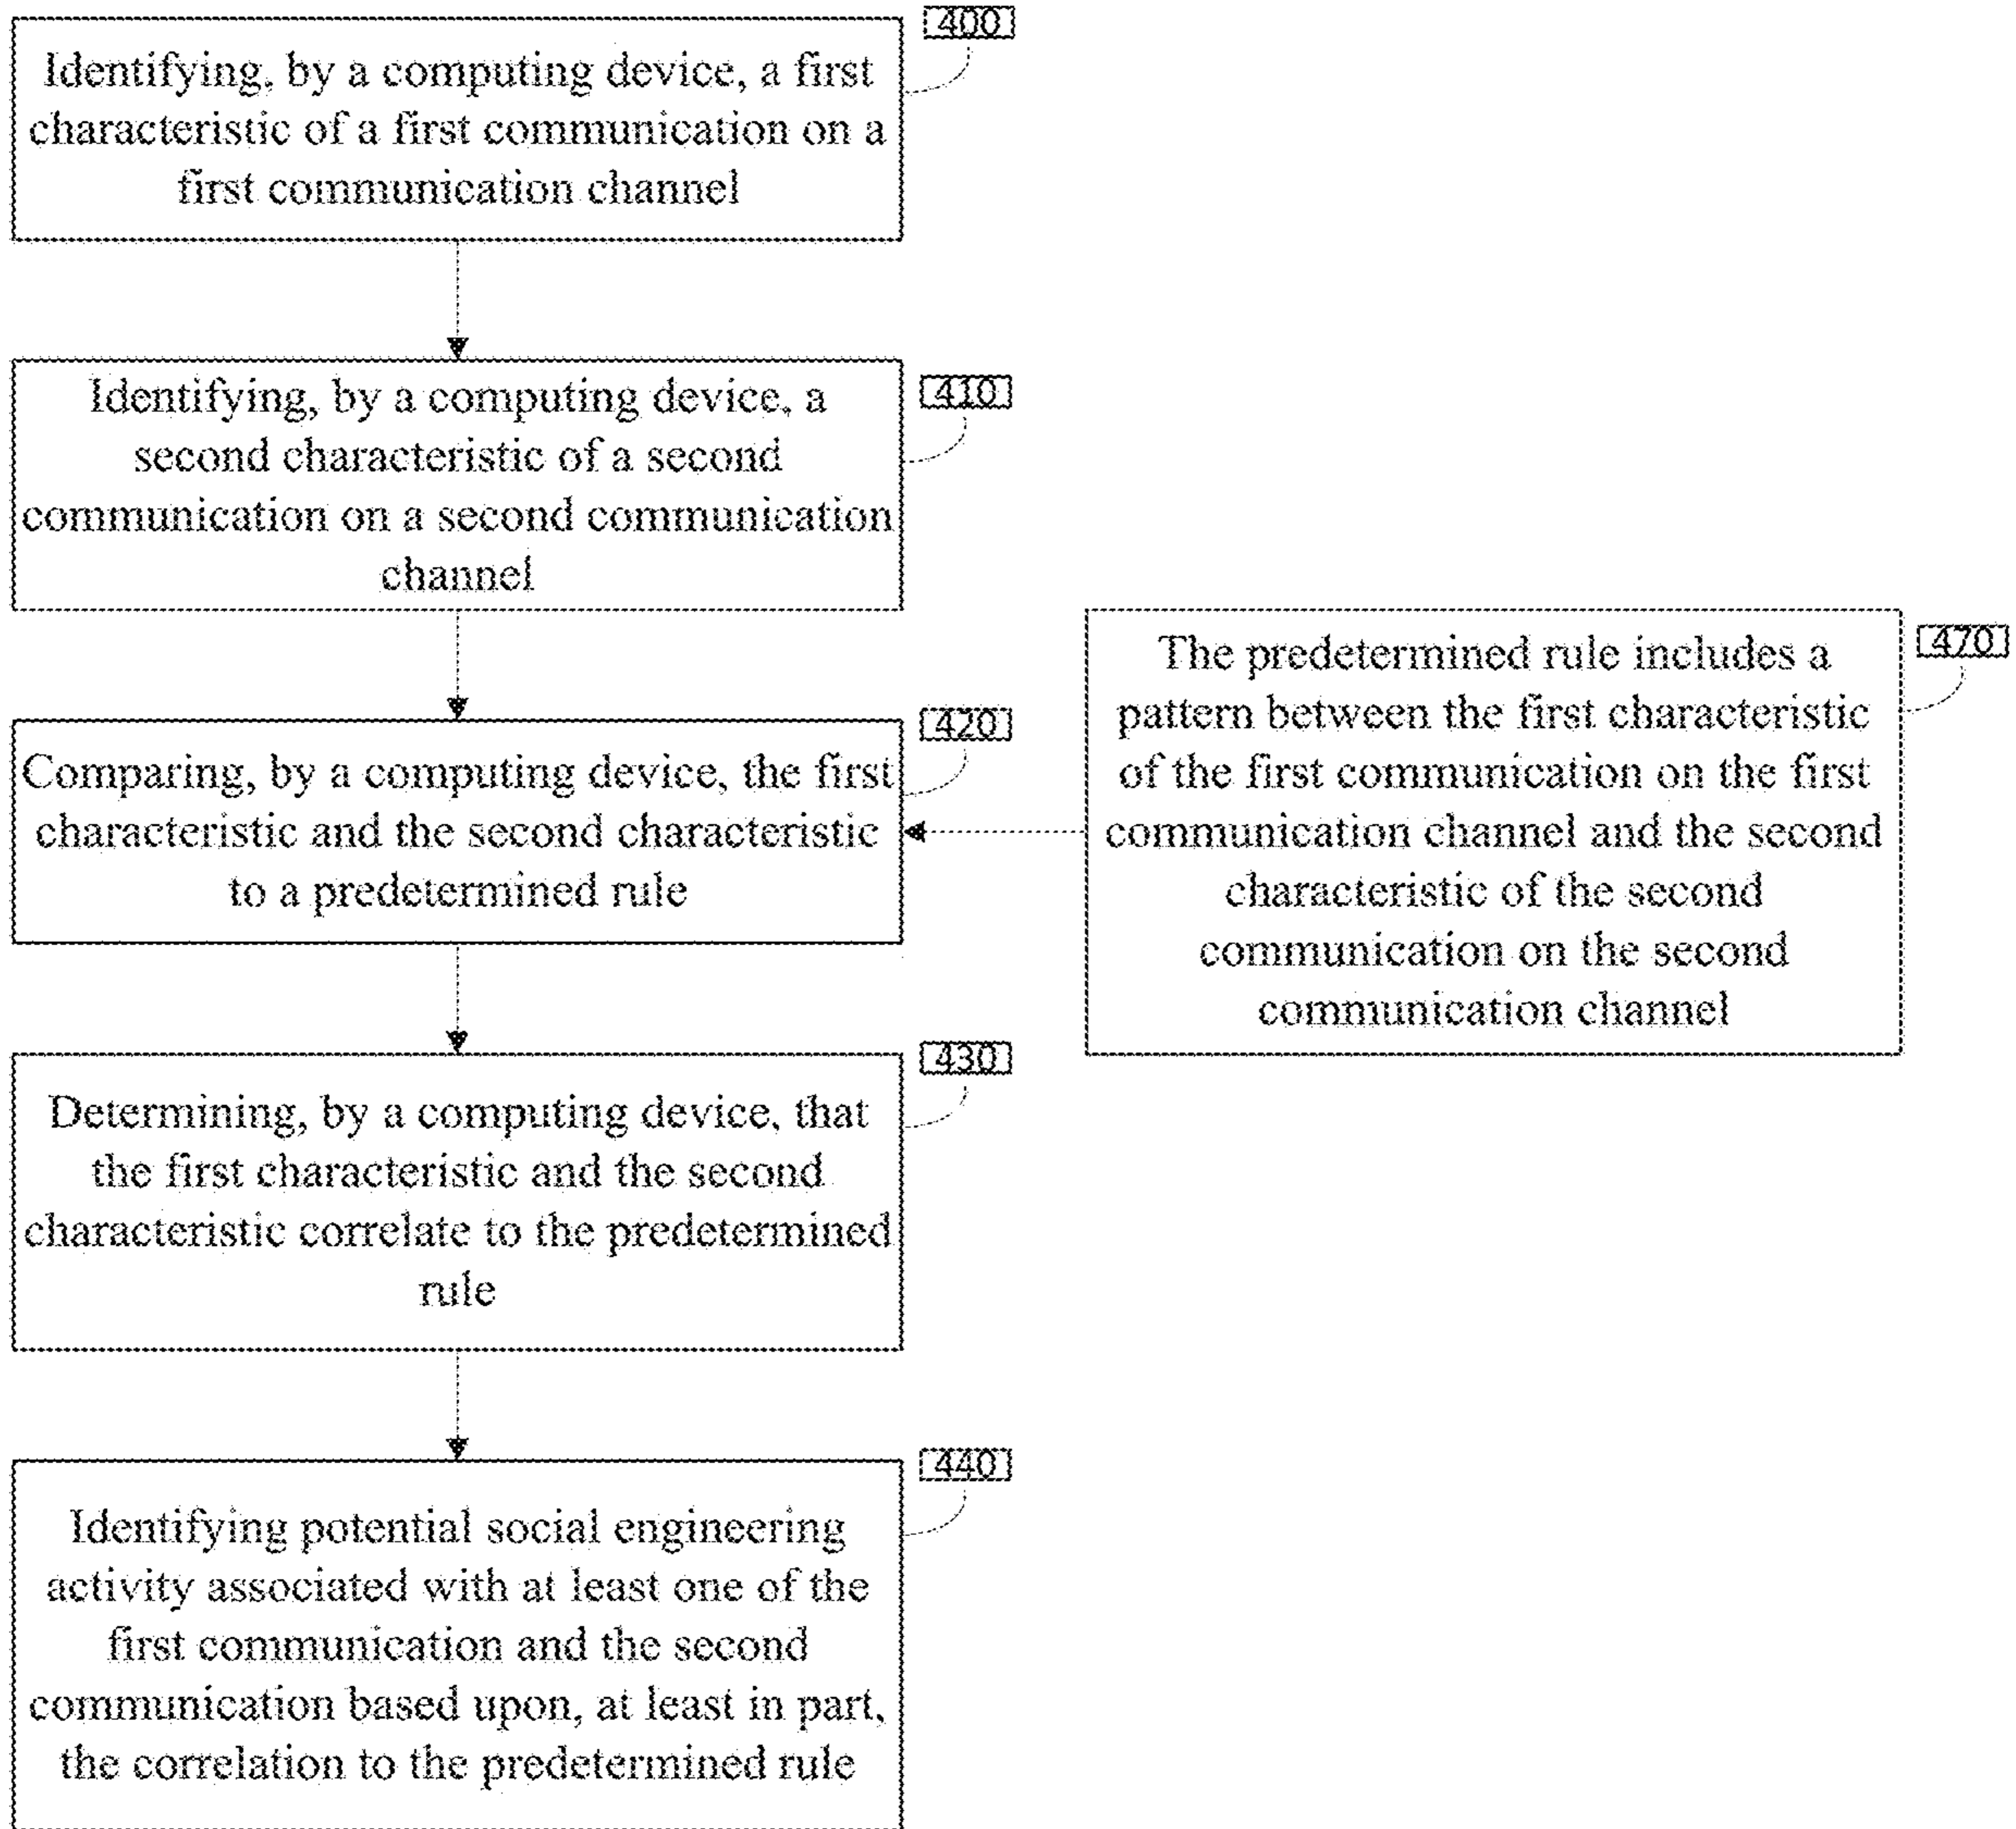 400
Identifying, by a computing device, a first
characteristic of a first communication on a
first communication channel
410
Identifying, by a computing device, a
second characteristic of a second
communication on a second communication
channel
420
Comparing, by a computing device, the first
characteristic and the second characteristic
to a predetermined rule
470
The predetermined rule includes a
pattern between the first characteristic
of the first communication on the first
communication channel and the second
characteristic of the second
communication on the second
communication channel
430
Determining, by a computing device, that
the first characteristic and the second
characteristic correlate to the predetermined
rule
440
Identifying potential social engineering
activity associated with at least one of the
first communication and the second
communication based upon, at least in part,
the correlation to the predetermined rule